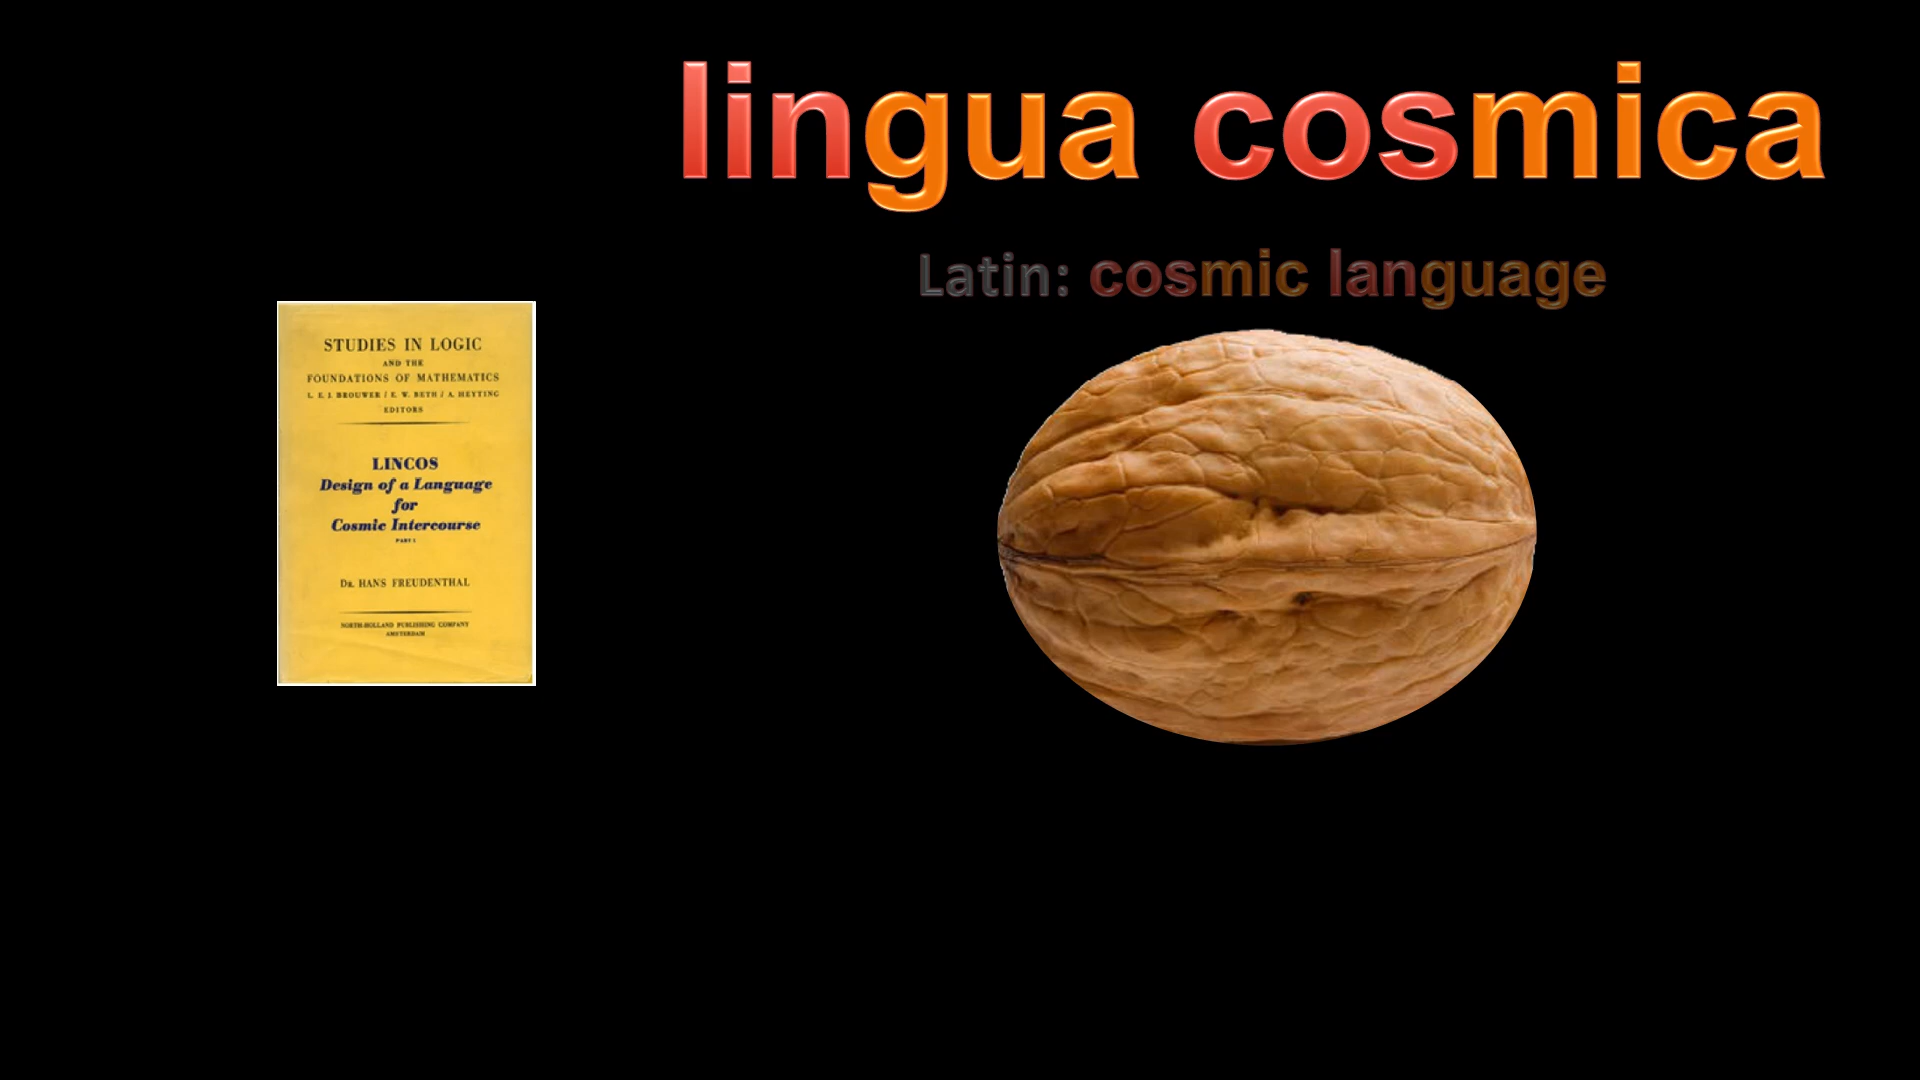 lingua cosmica
Latin: cosmic language
STUDIES IN LOGIC
AND THE
FOUNDATIONS OF MATHEMATICS
L. E. J. BROUWER / E. W. BETH / A. HEYTING
EDITORS
LINCOS
Design of a Language
for
Cosmic Intercourse
PART I
DR. HANS FREUDENTHAL
NORTH-HOLLAND PUBLISHING COMPANY
AMSTERDAM